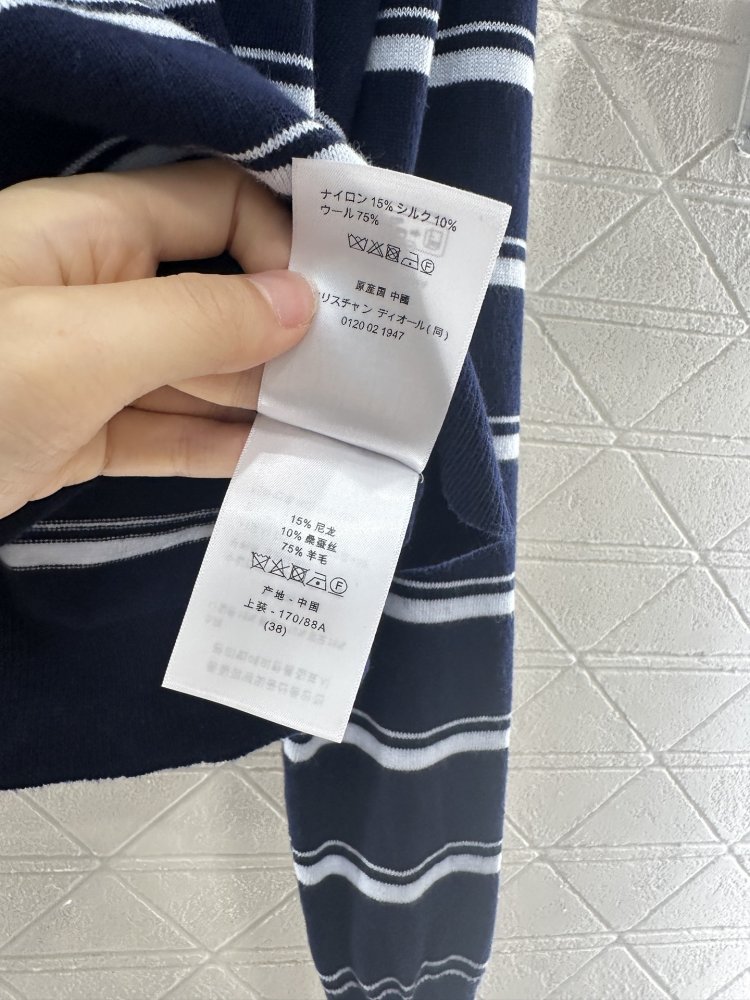 ナイロン 15% シルク 10%
ウール 75%
原産国 中國
リスチャン ディオール(同)
0120 02 1947
15% 尼龙
10% 桑蚕丝
75% 羊毛
产地 - 中国
上装 - 170/88A
(38)